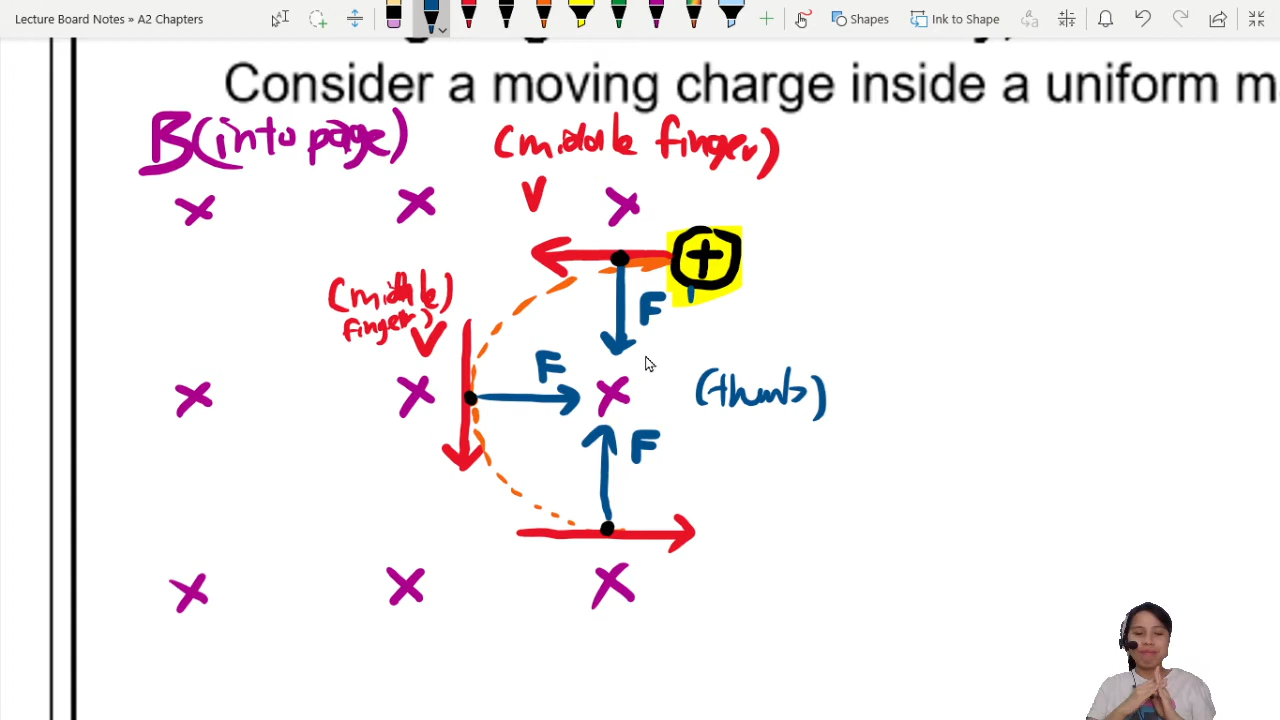 Lecture Board Notes » A2 Chapters
Shapes
Ink to Shape
Consider a moving charge inside a uniform m
B (into page)
(middle finger)
V
+
F
(middle
finger)
V
F
(thumb)
F